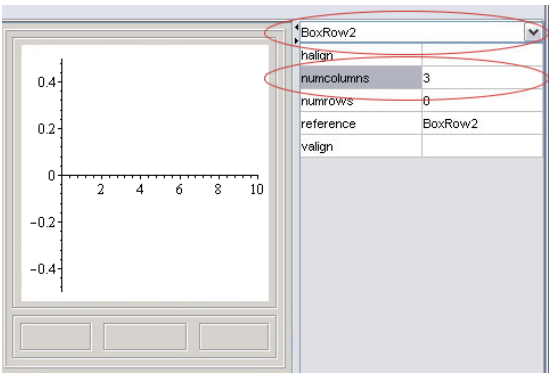 BoxRow2
halign
numcolumns 3
numrows 0
reference BoxRow2
valign
0.4
0.2
0
2 4 6 8 10
−0.2
−0.4